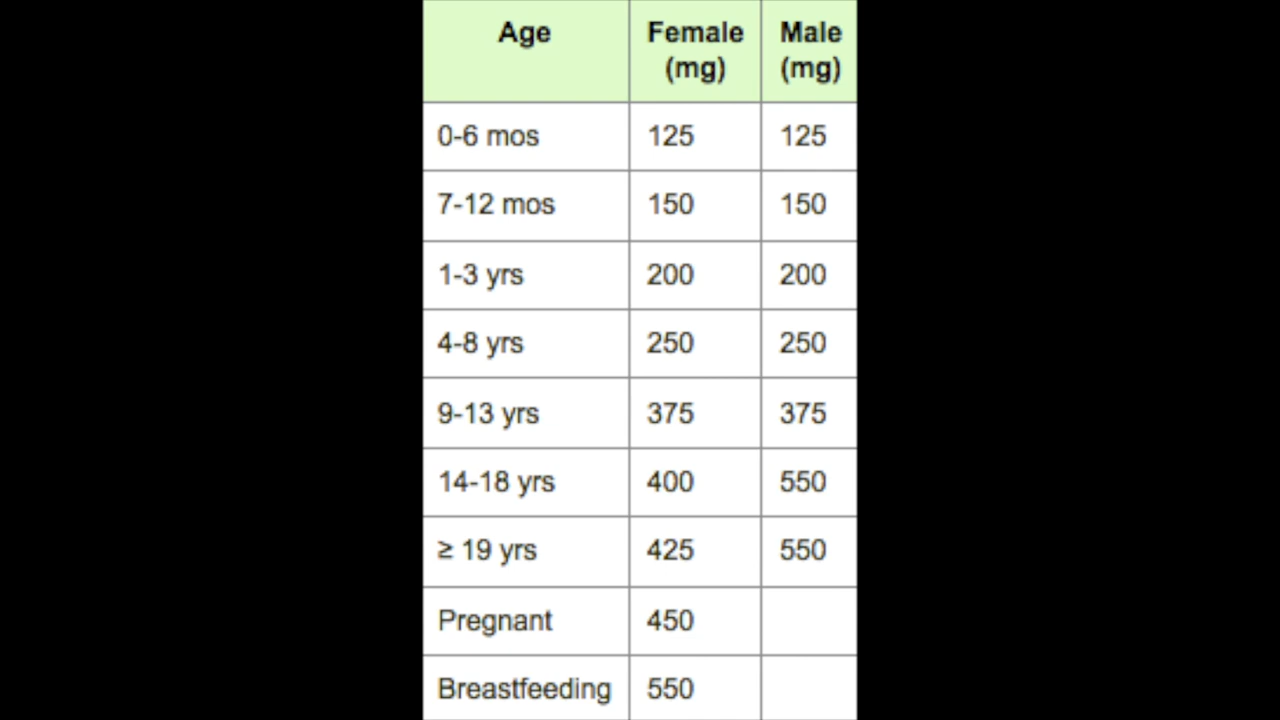 Age Female (mg) Male (mg)
0-6 mos 125 125
7-12 mos 150 150
1-3 yrs 200 200
4-8 yrs 250 250
9-13 yrs 375 375
14-18 yrs 400 550
≥ 19 yrs 425 550
Pregnant 450
Breastfeeding 550